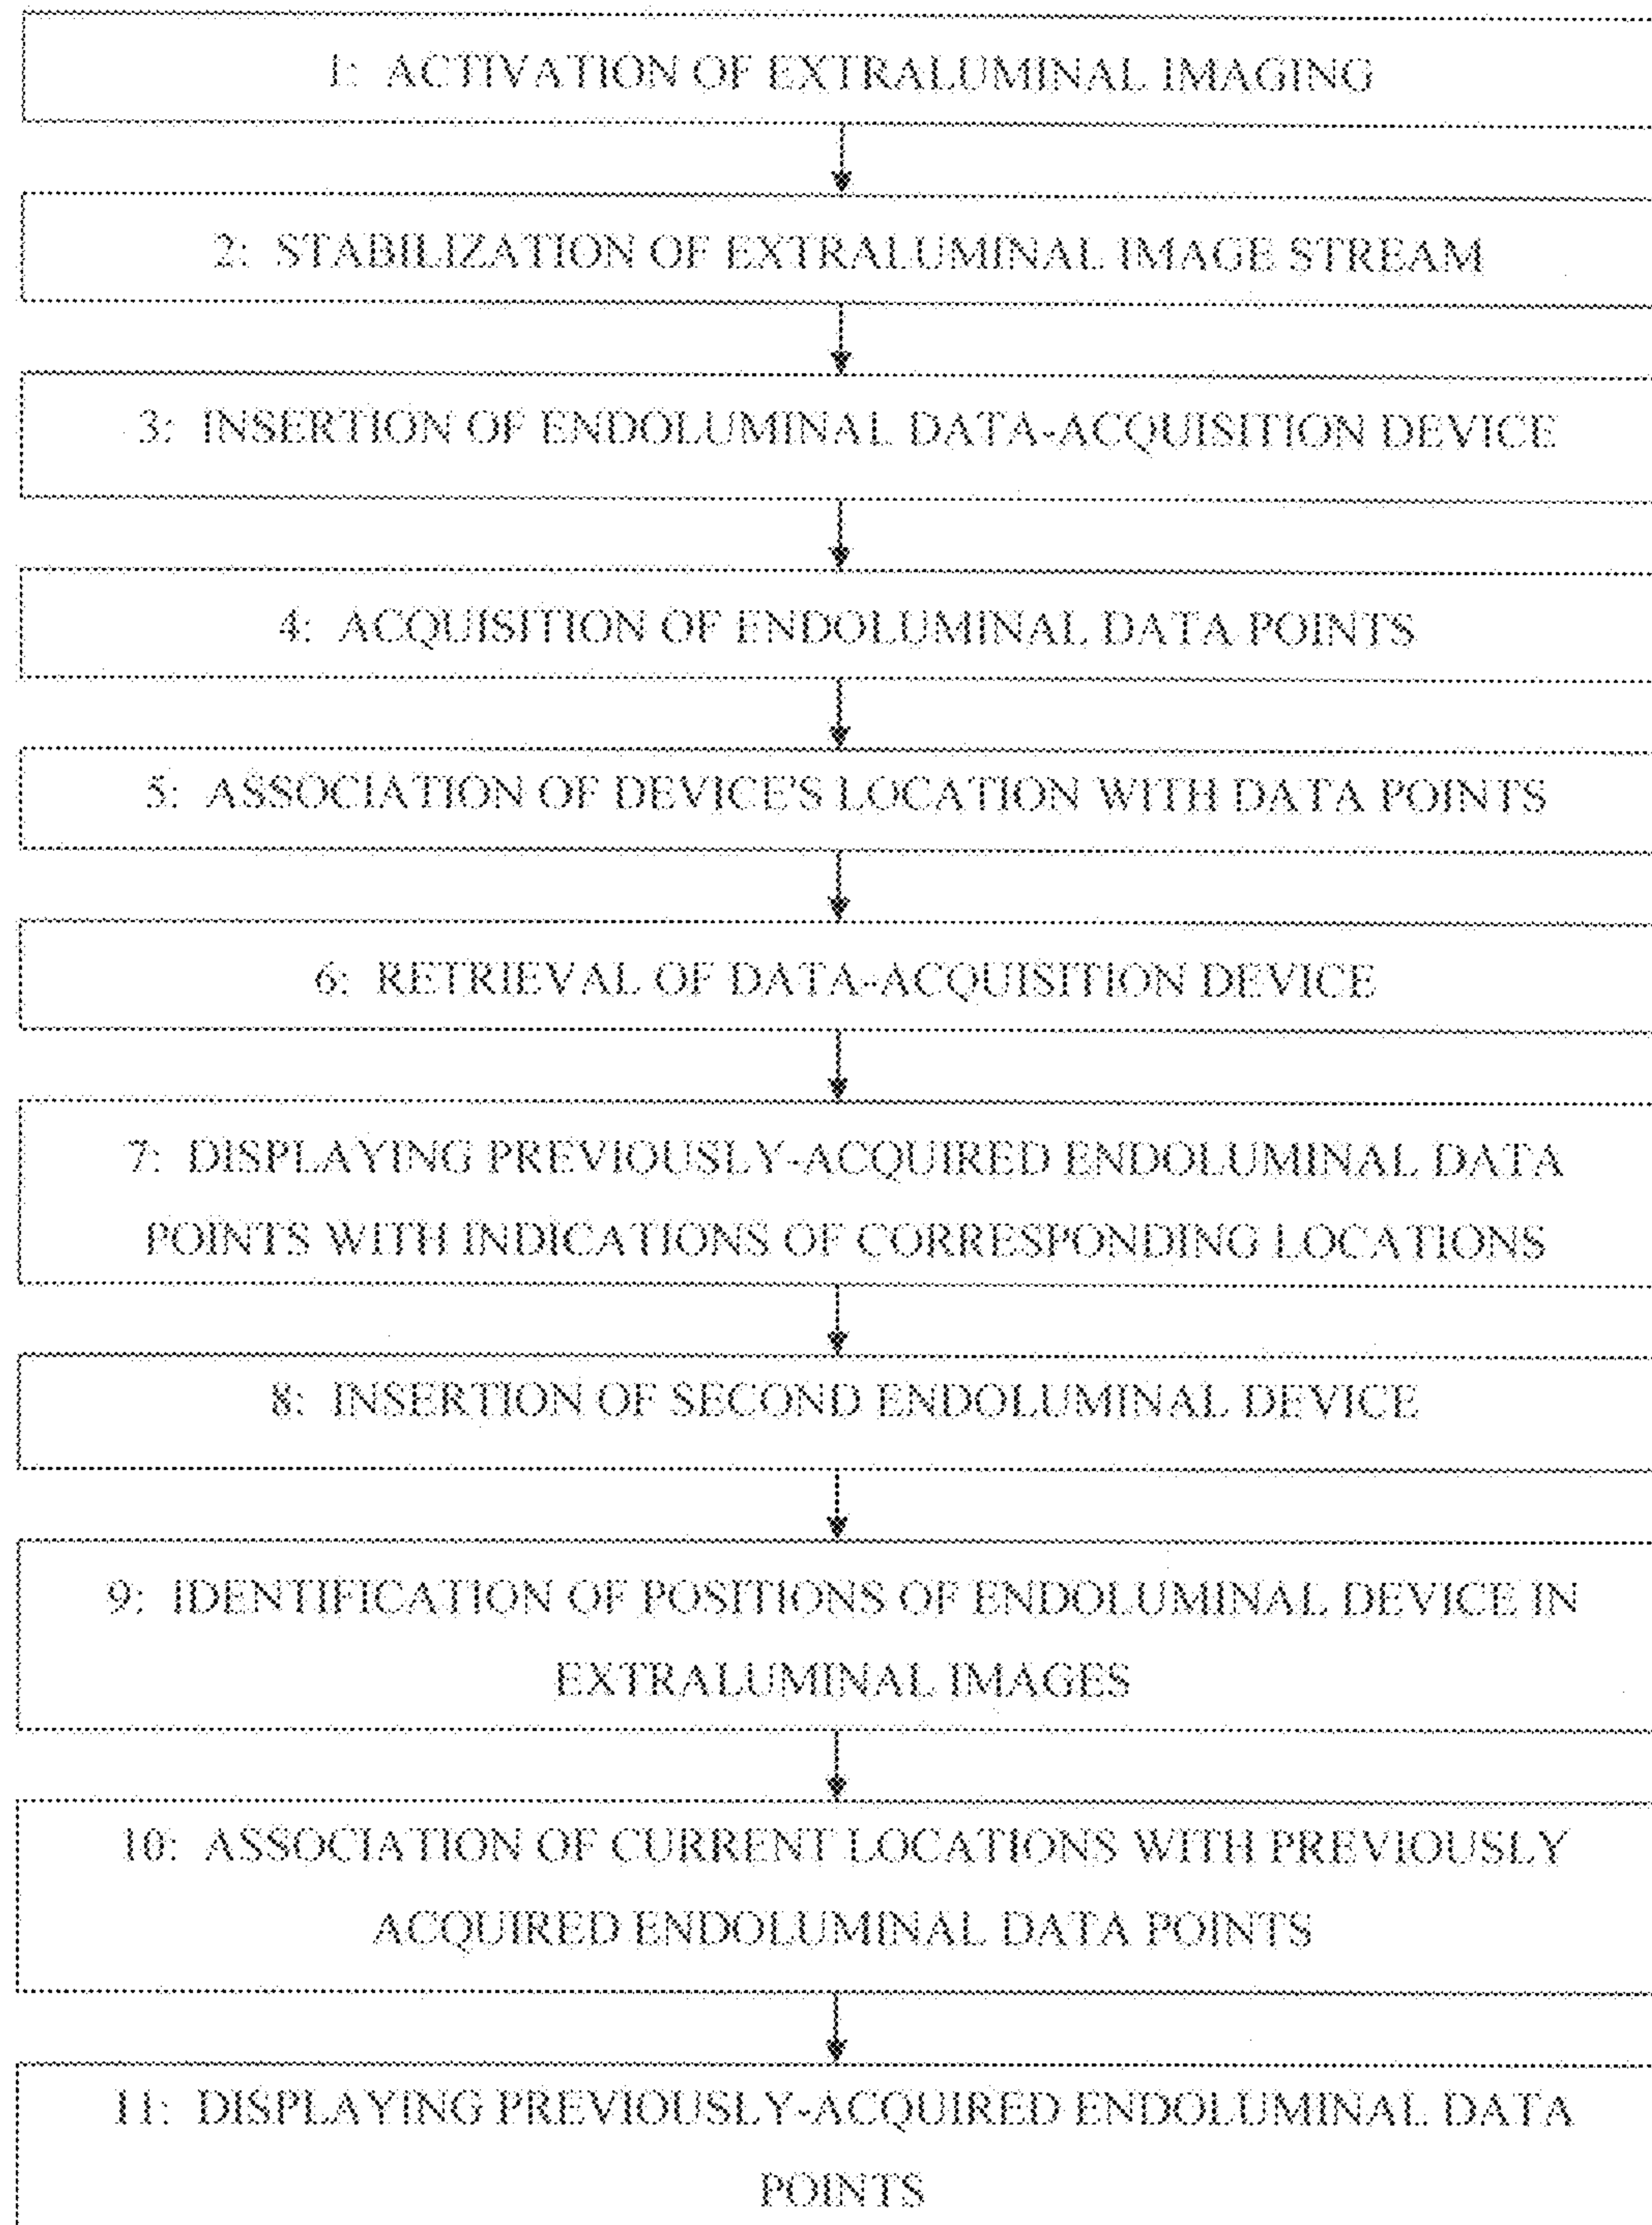 1: ACTIVATION OF EXTRALUMINAL IMAGING
2: STABILIZATION OF EXTRALUMINAL IMAGE STREAM
3: INSERTION OF ENDOLUMINAL DATA-ACQUISITION DEVICE
4: ACQUISITION OF ENDOLUMINAL DATA POINTS
5: ASSOCIATION OF DEVICE'S LOCATION WITH DATA POINTS
6: RETRIEVAL OF DATA-ACQUISITION DEVICE
7: DISPLAYING PREVIOUSLY-ACQUIRED ENDOLUMINAL DATA
POINTS WITH INDICATIONS OF CORRESPONDING LOCATIONS
8: INSERTION OF SECOND ENDOLUMINAL DEVICE
9: IDENTIFICATION OF POSITIONS OF ENDOLUMINAL DEVICE IN
EXTRALUMINAL IMAGES
10: ASSOCIATION OF CURRENT LOCATIONS WITH PREVIOUSLY
ACQUIRED ENDOLUMINAL DATA POINTS
11: DISPLAYING PREVIOUSLY-ACQUIRED ENDOLUMINAL DATA
POINTS